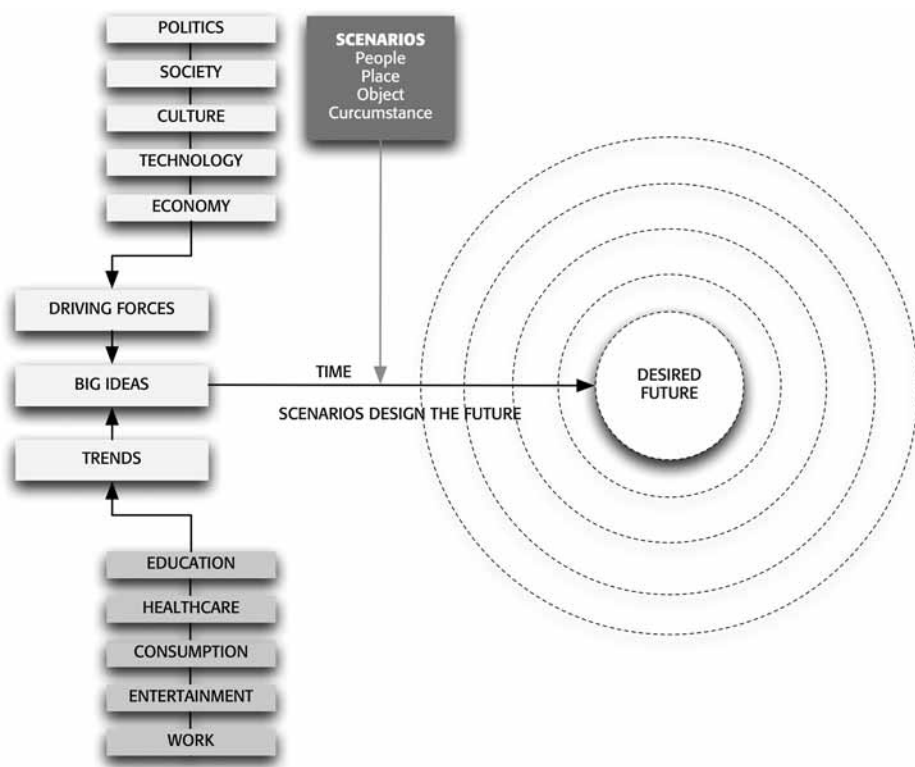 POLITICS
SOCIETY
CULTURE
TECHNOLOGY
ECONOMY
SCENARIOS
People
Place
Object
Curcumstance
DRIVING FORCES
BIG IDEAS
TRENDS
TIME
SCENARIOS DESIGN THE FUTURE
DESIRED
FUTURE
EDUCATION
HEALTHCARE
CONSUMPTION
ENTERTAINMENT
WORK